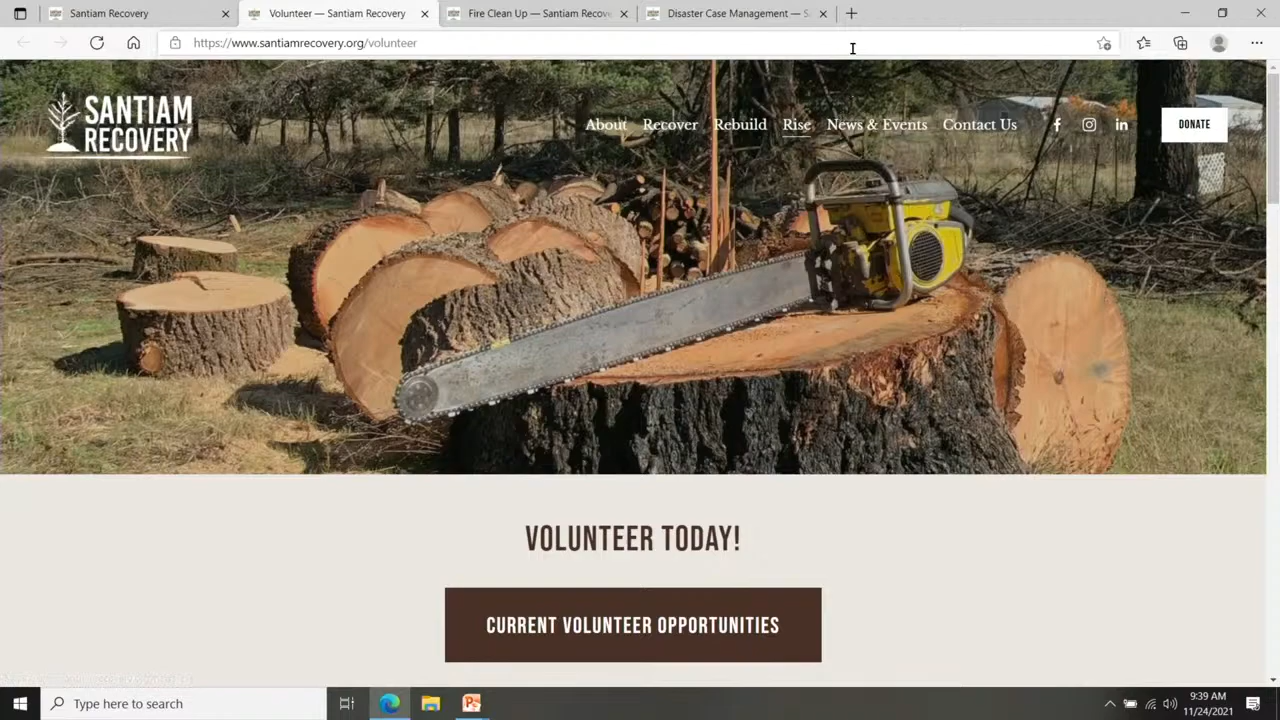 Santiam Recovery
Volunteer — Santiam Recovery
Fire Clean Up — Santiam Recove
Disaster Case Management — S
https://www.santiamrecovery.org/volunteer
SANTIAM
RECOVERY
About Recover Rebuild Rise News & Events Contact Us
DONATE
VOLUNTEER TODAY!
CURRENT VOLUNTEER OPPORTUNITIES
Type here to search
9:39 AM
11/24/2021